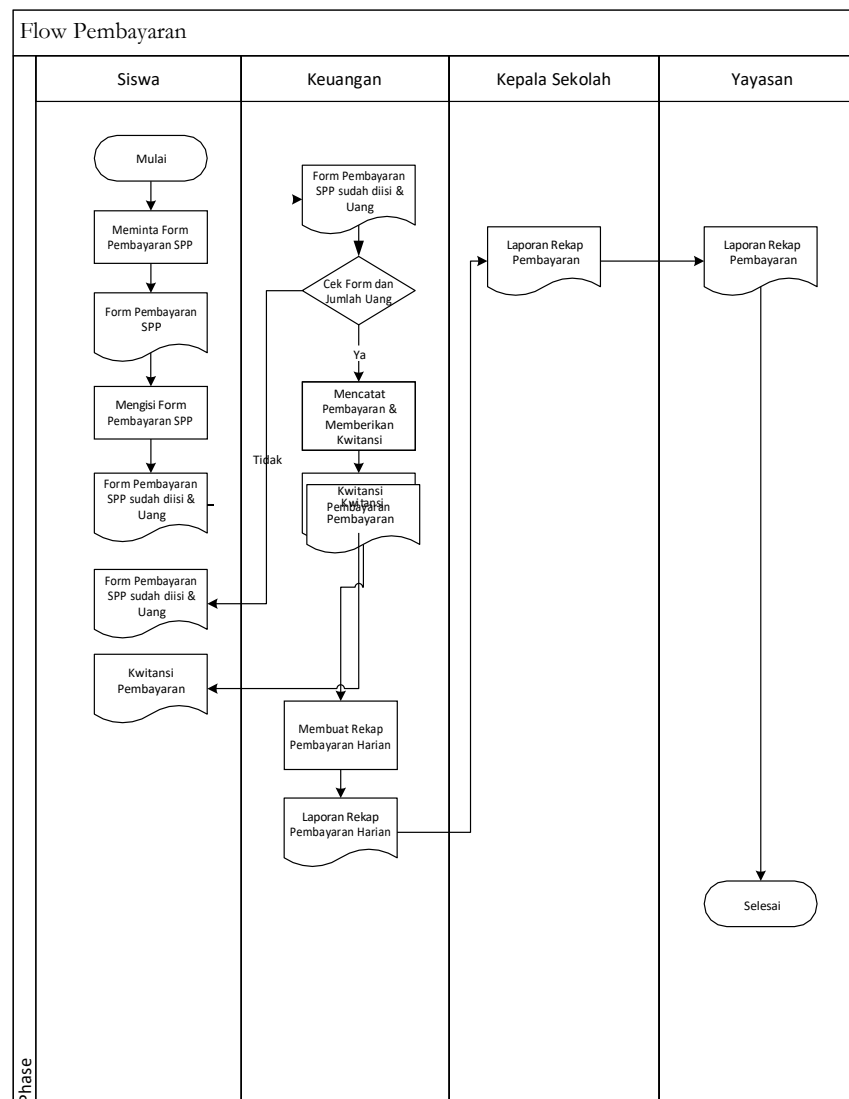 Flow Pembayaran
Siswa
Keuangan
Kepala Sekolah
Yayasan
Mulai
Meminta Form
Pembayaran SPP
Form Pembayaran
SPP
Mengisi Form
Pembayaran SPP
Form Pembayaran
SPP sudah diisi &
Uang
Form Pembayaran
SPP sudah diisi &
Uang
Kwitansi
Pembayaran
Form Pembayaran
SPP sudah diisi &
Uang
Cek Form dan
Jumlah Uang
Ya
Tidak
Mencatat
Pembayaran &
Memberikan
Kwitansi
Kwitansi
Pembayaran
Kwitansi
Pembayaran
Membuat Rekap
Pembayaran Harian
Laporan Rekap
Pembayaran Harian
Laporan Rekap
Pembayaran
Laporan Rekap
Pembayaran
Selesai
Phase